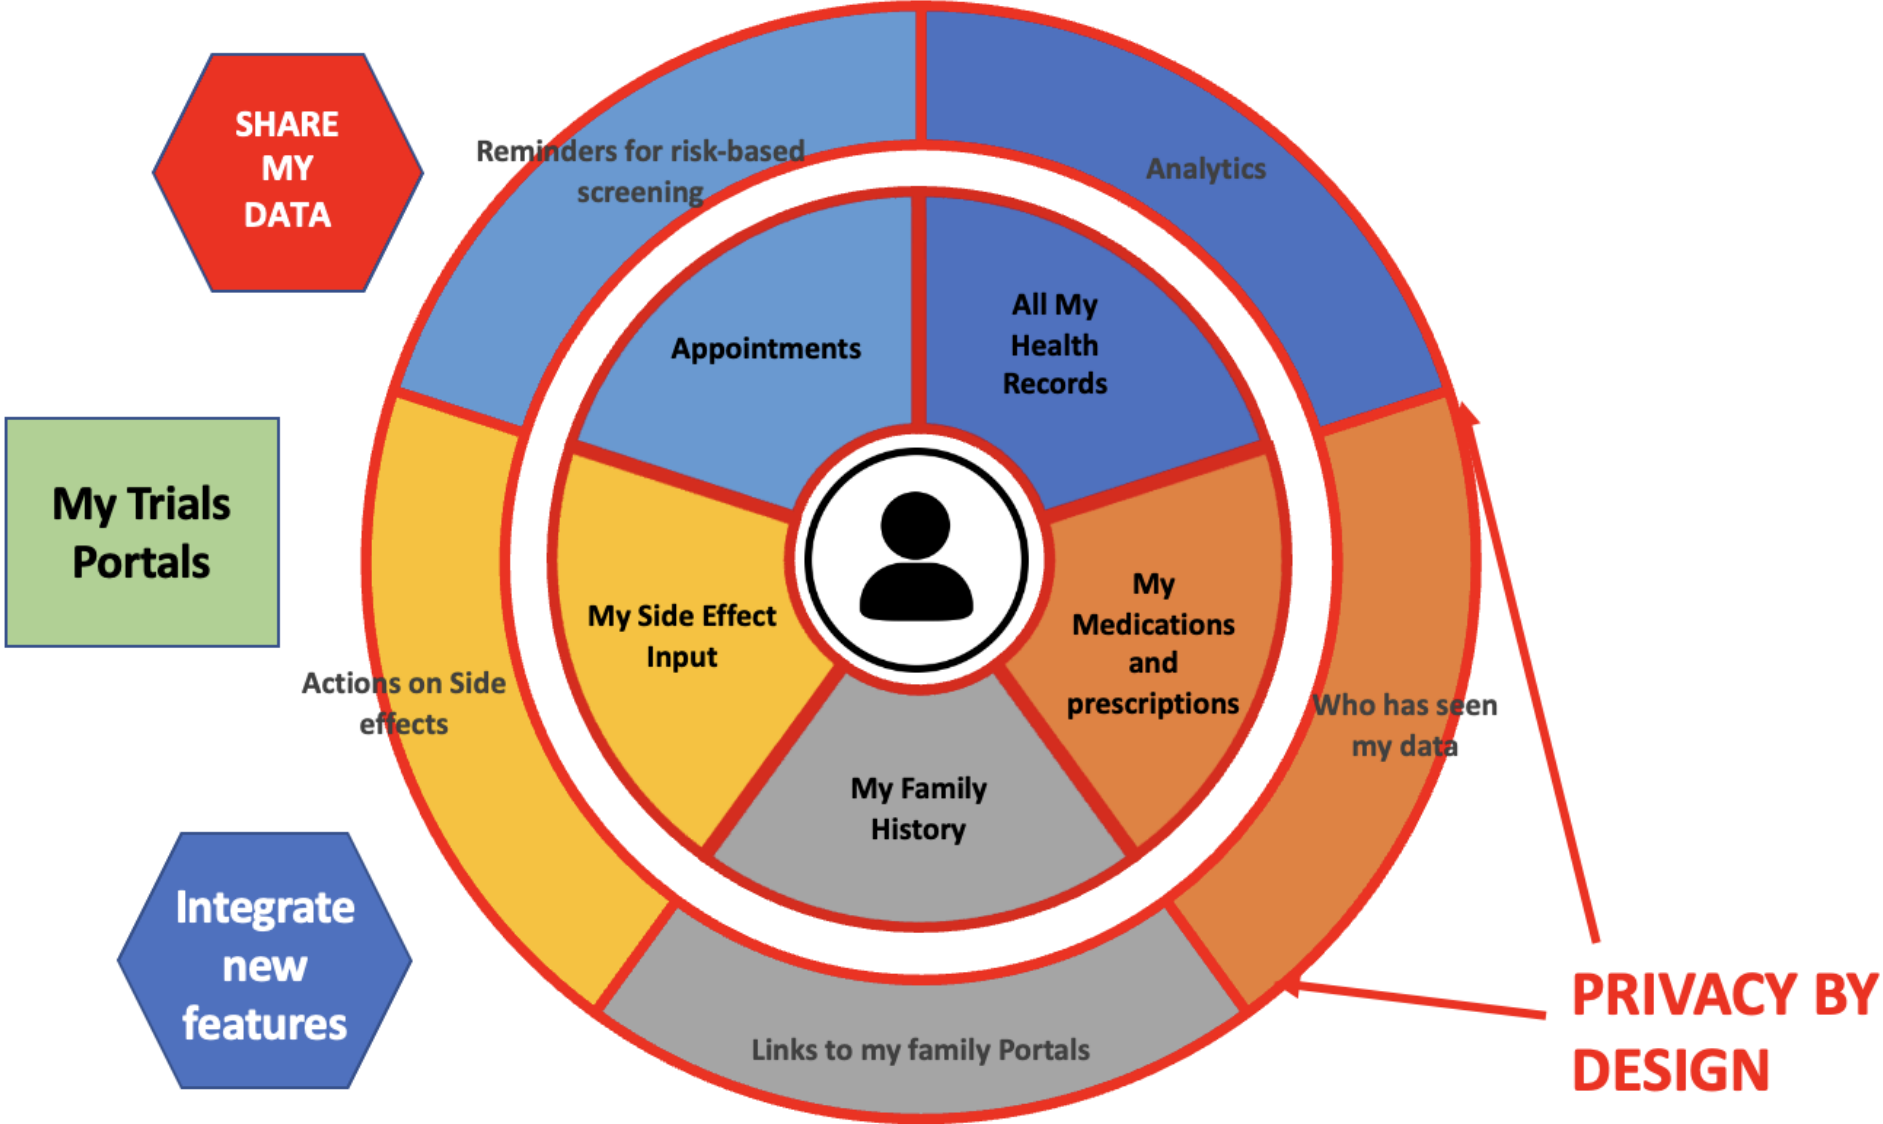 SHARE
MY
DATA
Reminders for risk-based
screening
Analytics
Appointments
All My
Health
Records
My Trials
Portals
My Side Effect
Input
My
Medications
and
prescriptions
Actions on Side
effects
Who has seen
my data
My Family
History
Integrate
new
features
Links to my family Portals
PRIVACY BY
DESIGN